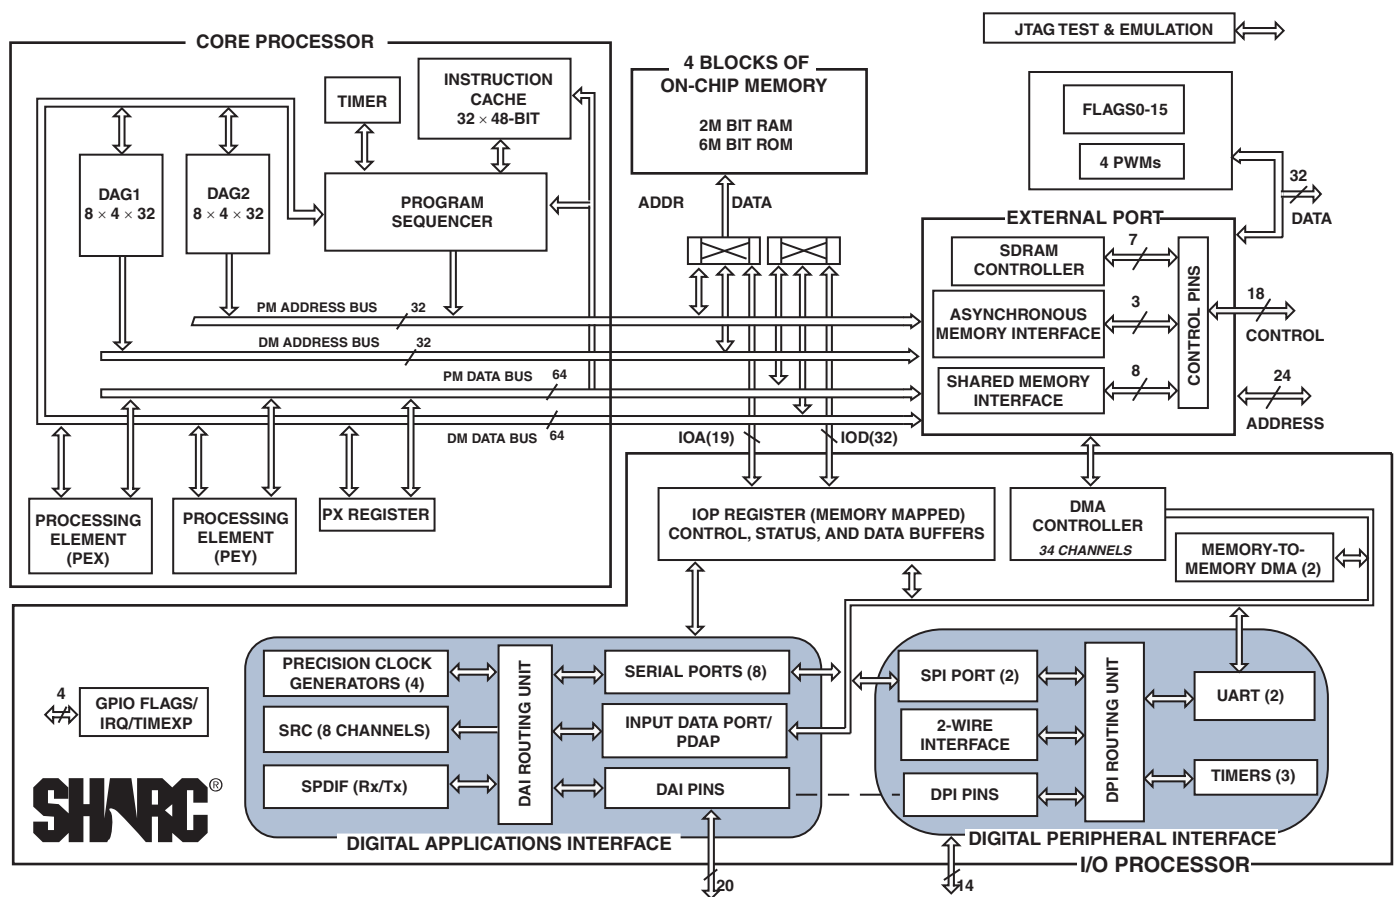 CORE PROCESSOR
JTAG TEST & EMULATION
4 BLOCKS OF
ON-CHIP MEMORY
2M BIT RAM
6M BIT ROM
TIMER
INSTRUCTION
CACHE
32 × 48-BIT
FLAGS0-15
4 PWMs
DAG1
8 × 4 × 32
DAG2
8 × 4 × 32
PROGRAM
SEQUENCER
ADDR
DATA
32
DATA
EXTERNAL PORT
SDRAM
CONTROLLER
7
ASYNCHRONOUS
MEMORY INTERFACE
3
SHARED MEMORY
INTERFACE
8
CONTROL PINS
18
CONTROL
24
ADDRESS
PM ADDRESS BUS
32
DM ADDRESS BUS
32
PM DATA BUS
64
DM DATA BUS
64
IOA(19)
IOD(32)
PROCESSING
ELEMENT
(PEX)
PROCESSING
ELEMENT
(PEY)
PX REGISTER
IOP REGISTER (MEMORY MAPPED)
CONTROL, STATUS, AND DATA BUFFERS
DMA
CONTROLLER
34 CHANNELS
MEMORY-TO-
MEMORY DMA (2)
4
GPIO FLAGS/
IRQ/TIMEXP
PRECISION CLOCK
GENERATORS (4)
SRC (8 CHANNELS)
SPDIF (Rx/Tx)
DAI ROUTING UNIT
SERIAL PORTS (8)
INPUT DATA PORT/
PDAP
DAI PINS
DIGITAL APPLICATIONS INTERFACE
20
SPI PORT (2)
2-WIRE
INTERFACE
DPI PINS
DPI ROUTING UNIT
UART (2)
TIMERS (3)
DIGITAL PERIPHERAL INTERFACE
14
I/O PROCESSOR
SHARC®